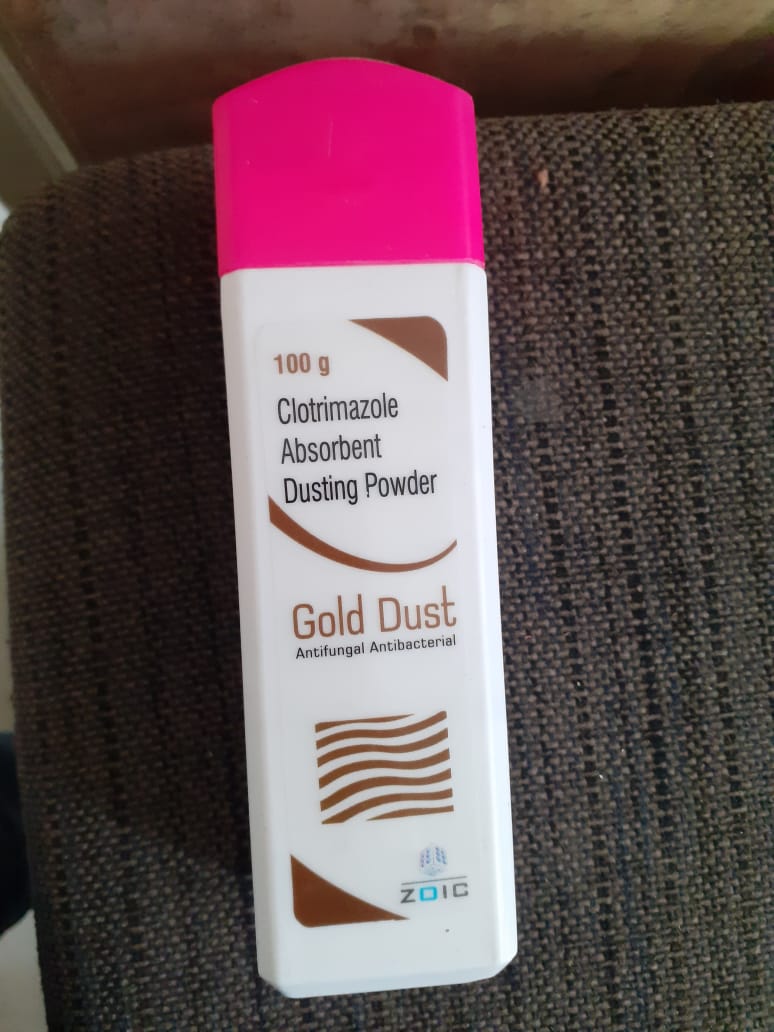 100 g
Clotrimazole
Absorbent
Dusting Powder
Gold Dust
Antifungal Antibacterial
ZOIC